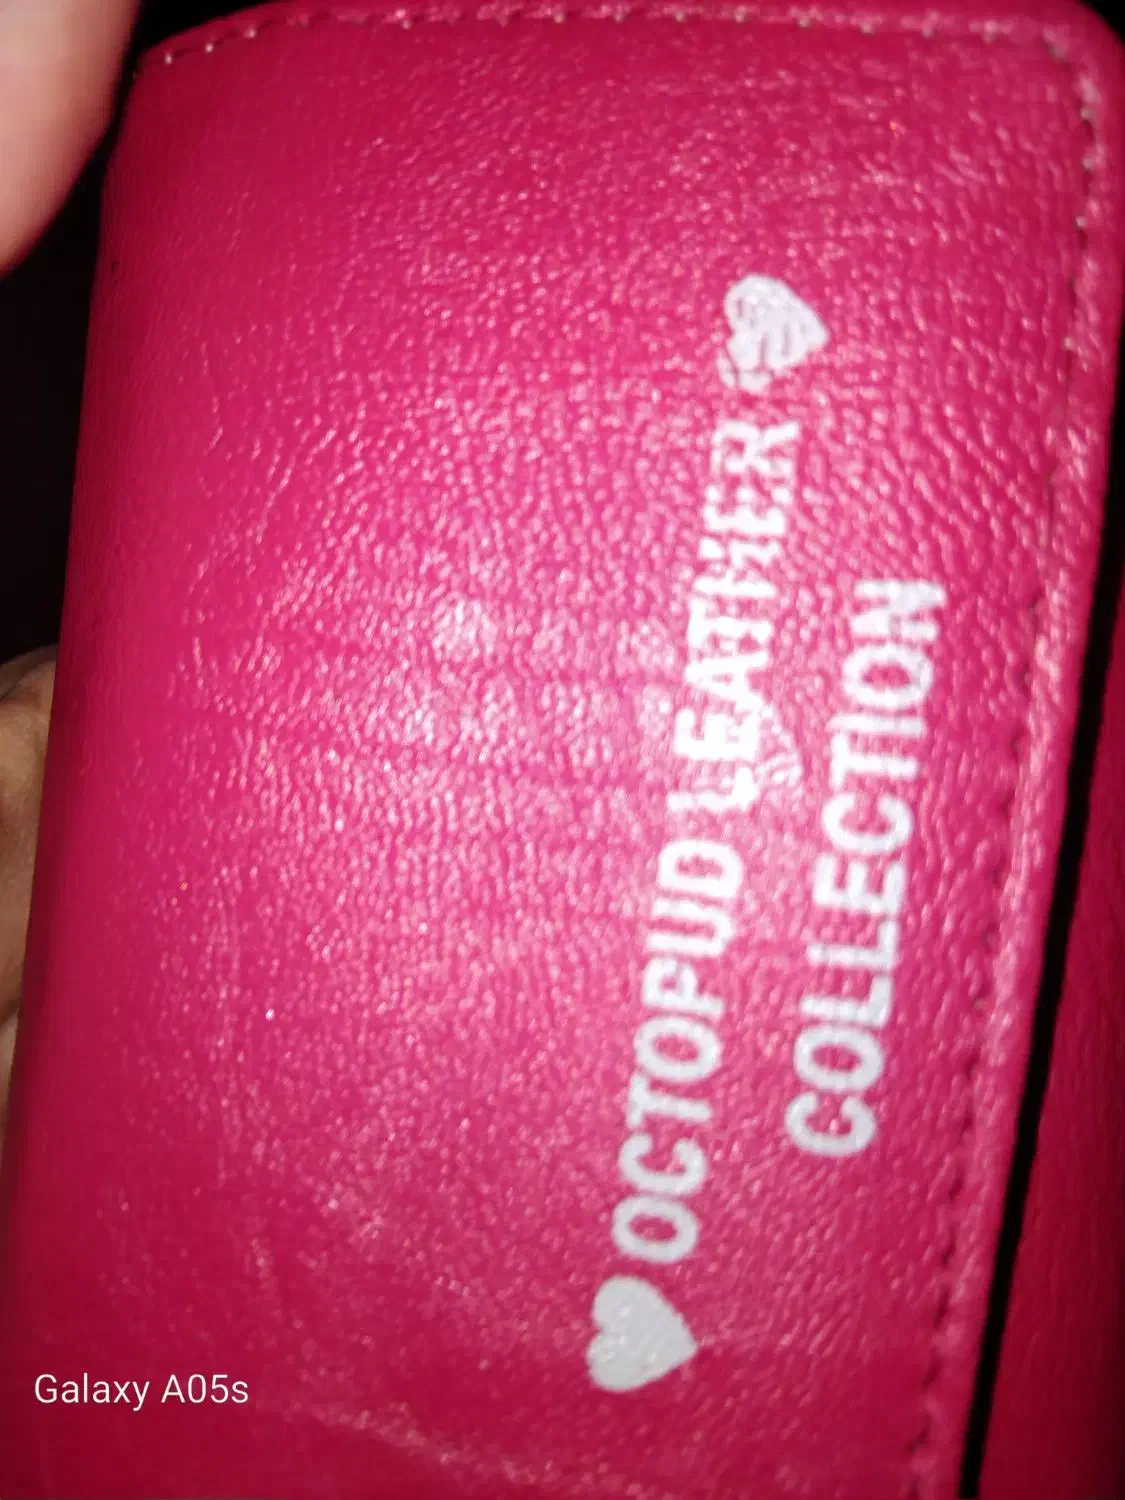 ♥ OCTOPUD LEATHER ♥
COLLECTION
Galaxy A05s